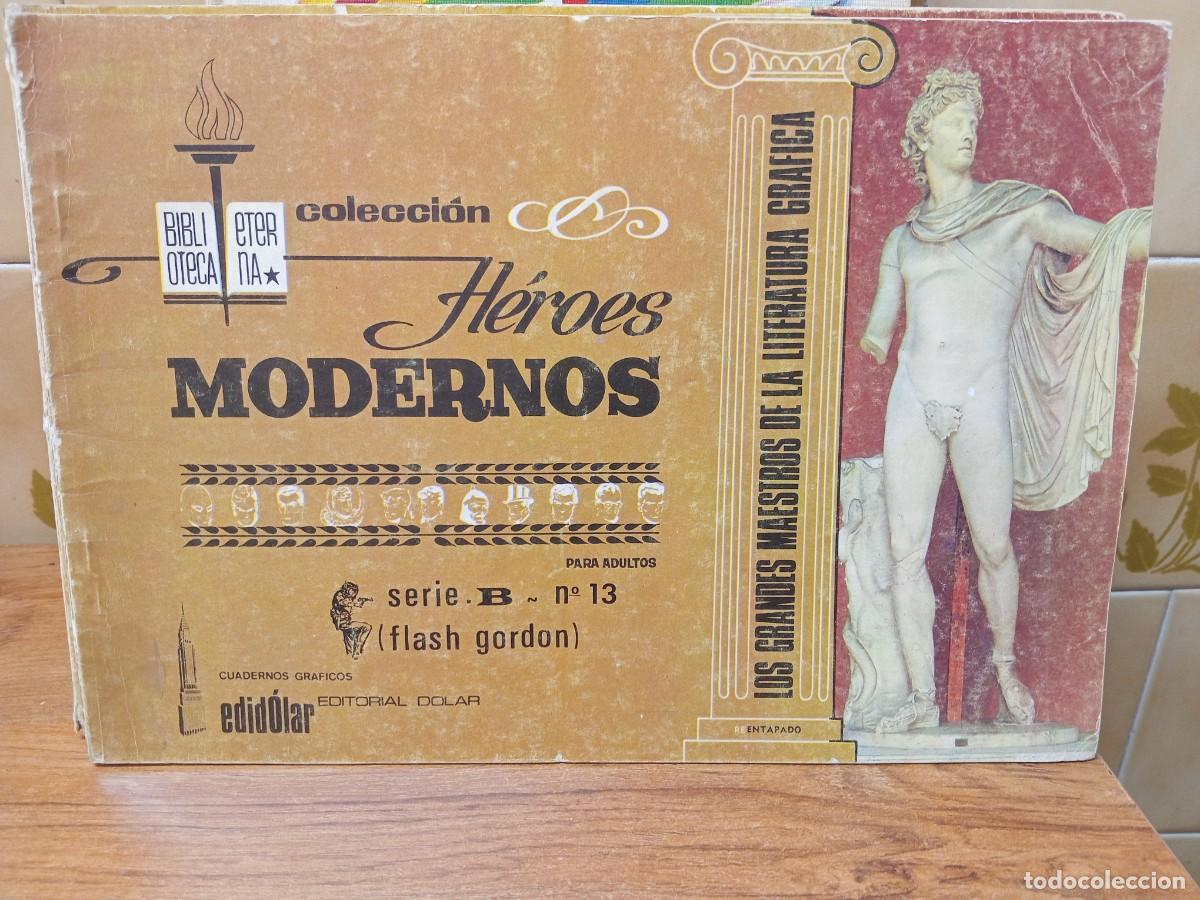 BIBLI ETER
OTECA NA★
colección
Héroes
MODERNOS
PARA ADULTOS
serie.B ~ nº 13
(flash gordon)
CUADERNOS GRAFICOS
edidÓlar EDITORIAL DOLAR
LOS GRANDES MAESTROS DE LA LITERATURA GRAFICA
REENTAPADO
todocoleccion